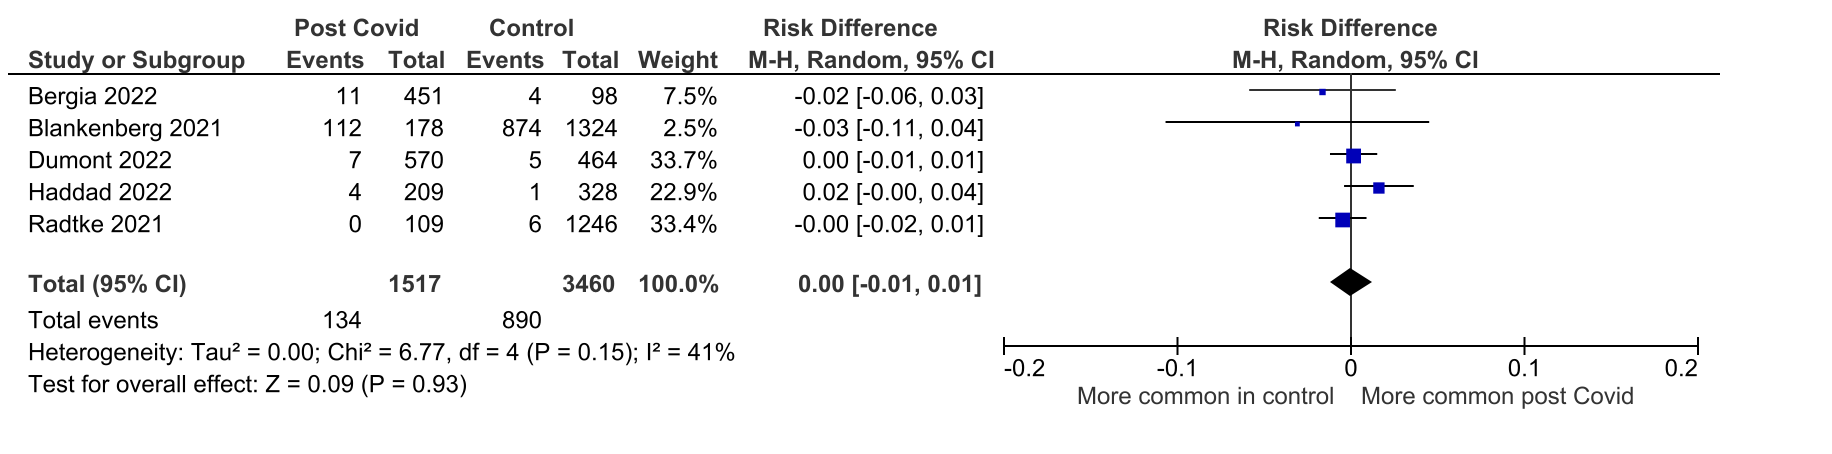 Post Covid Control Risk Difference Risk Difference
Study or Subgroup Events Total Events Total Weight M-H, Random, 95% CI M-H, Random, 95% CI
Bergia 2022 11 451 4 98 7.5% -0.02 [-0.06, 0.03]
Blankenberg 2021 112 178 874 1324 2.5% -0.03 [-0.11, 0.04]
Dumont 2022 7 570 5 464 33.7% 0.00 [-0.01, 0.01]
Haddad 2022 4 209 1 328 22.9% 0.02 [-0.00, 0.04]
Radtke 2021 0 109 6 1246 33.4% -0.00 [-0.02, 0.01]
Total (95% CI) 1517 3460 100.0% 0.00 [-0.01, 0.01]
Total events 134 890
Heterogeneity: Tau² = 0.00; Chi² = 6.77, df = 4 (P = 0.15); I² = 41%
Test for overall effect: Z = 0.09 (P = 0.93)
-0.2 -0.1 0 0.1 0.2
More common in control More common post Covid